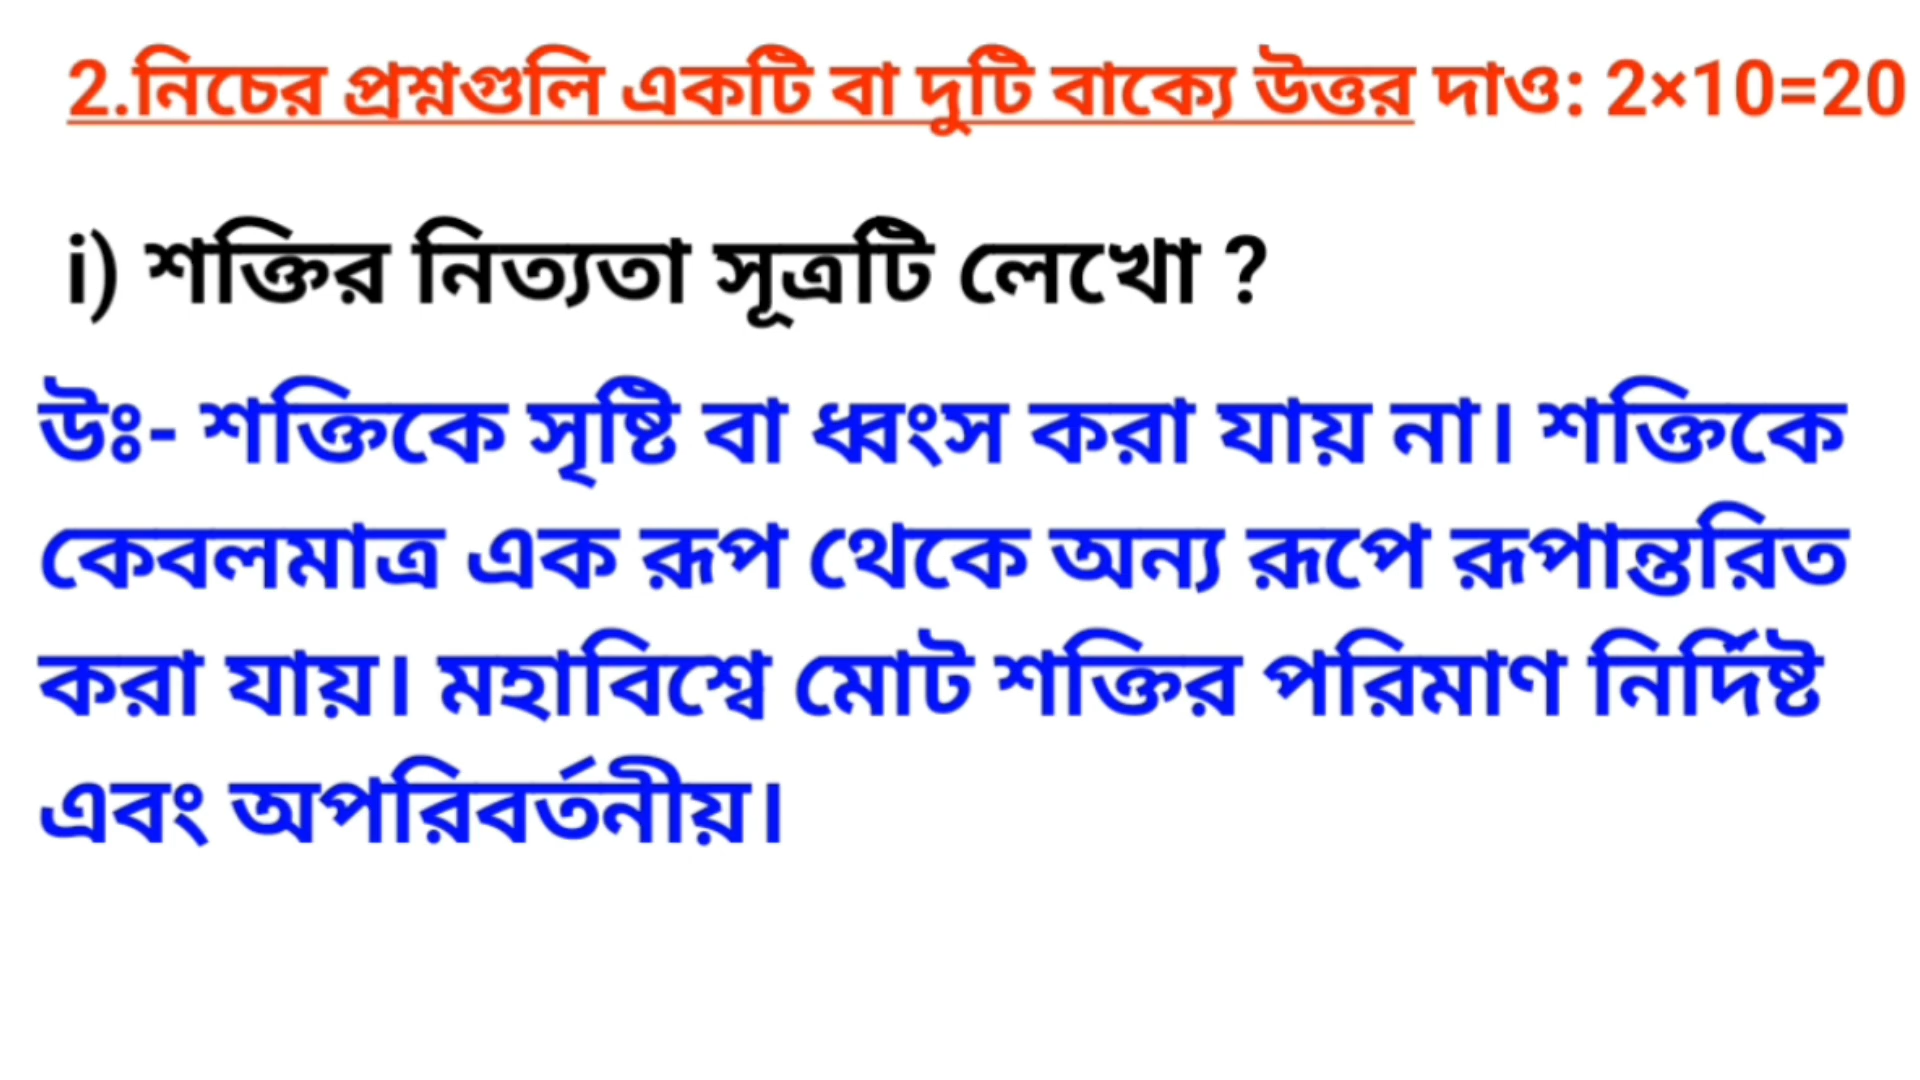 2.নিচের প্রশ্নগুলি একটি বা দুটি বাক্যে উত্তর দাও: 2×10=20
i) শক্তির নিত্যতা সূত্রটি লেখো ?
উঃ- শক্তিকে সৃষ্টি বা ধ্বংস করা যায় না। শক্তিকে
কেবলমাত্র এক রূপ থেকে অন্য রূপে রূপান্তরিত
করা যায়। মহাবিশ্বে মোট শক্তির পরিমাণ নির্দিষ্ট
এবং অপরিবর্তনীয়।